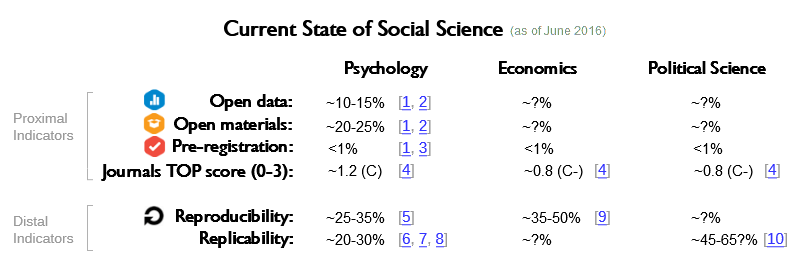 Current State of Social Science (as of June 2016)
Psychology Economics Political Science
Proximal Indicators
Open data: ~10-15% [1, 2] ~?% ~?%
Open materials: ~20-25% [1, 2] ~?% ~?%
Pre-registration: <1% [1, 3] <1% <1%
Journals TOP score (0-3): ~1.2 (C) [4] ~0.8 (C-) [4] ~0.8 (C-) [4]
Distal Indicators
Reproducibility: ~25-35% [5] ~35-50% [9] ~?%
Replicability: ~20-30% [6, 7, 8] ~?% ~45-65?% [10]